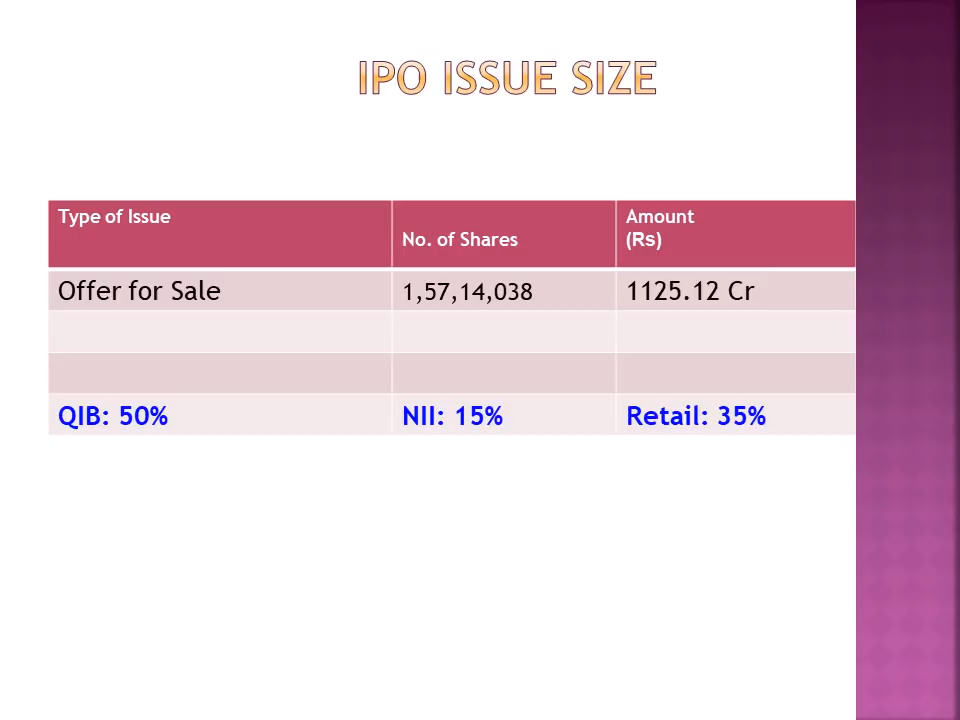 IPO ISSUE SIZE
Type of Issue
No. of Shares
Amount
(Rs)
Offer for Sale
1,57,14,038
1125.12 Cr
QIB: 50%
NII: 15%
Retail: 35%